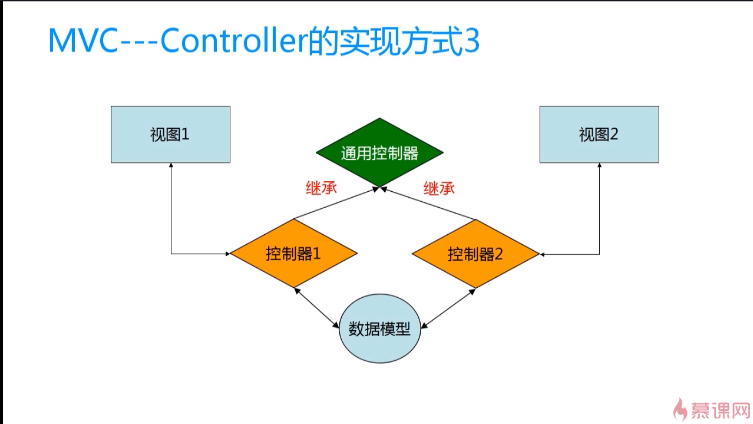 MVC---Controller的实现方式3
视图1
通用控制器
视图2
继承
继承
控制器1
控制器2
数据模型
慕课网